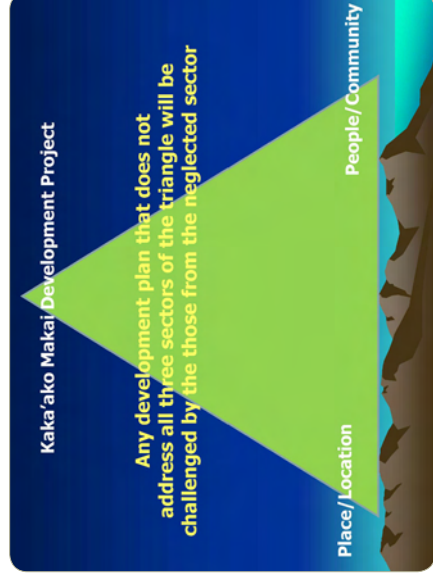 Kaka'ako Makai Development Project
Any development plan that does not
address all three sectors of the triangle will be
challenged by the those from the neglected sector
Place/Location
People/Community